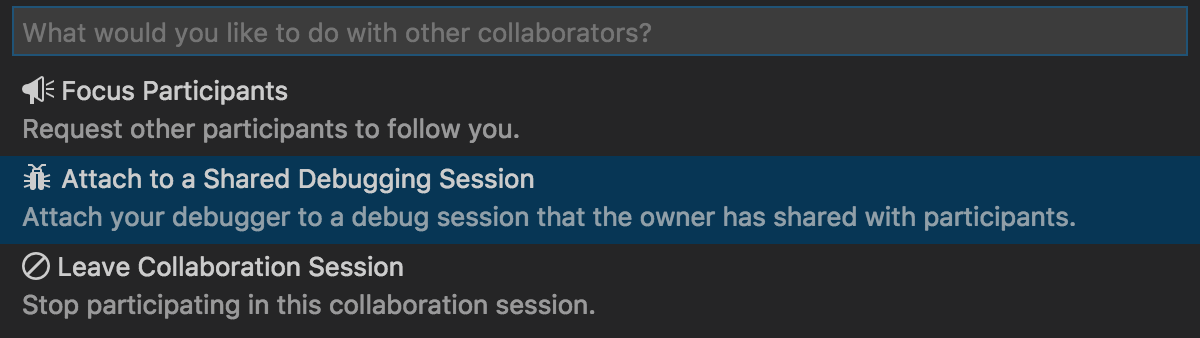 What would you like to do with other collaborators?
Focus Participants
Request other participants to follow you.
Attach to a Shared Debugging Session
Attach your debugger to a debug session that the owner has shared with participants.
Leave Collaboration Session
Stop participating in this collaboration session.